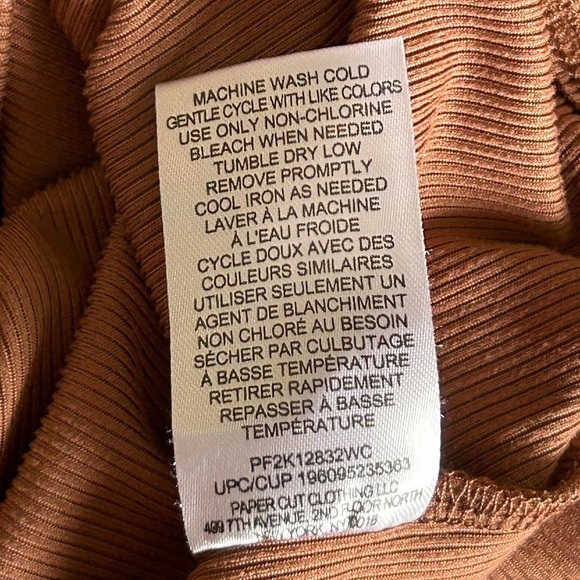 MACHINE WASH COLD
GENTLE CYCLE WITH LIKE COLORS
USE ONLY NON-CHLORINE
BLEACH WHEN NEEDED
TUMBLE DRY LOW
REMOVE PROMPTLY
COOL IRON AS NEEDED
LAVER À LA MACHINE
À L'EAU FROIDE
CYCLE DOUX AVEC DES
COULEURS SIMILAIRES
UTILISER SEULEMENT UN
AGENT DE BLANCHIMENT
NON CHLORÉ AU BESOIN
SÉCHER PAR CULBUTAGE
À BASSE TEMPÉRATURE
RETIRER RAPIDEMENT
REPASSER À BASSE
TEMPÉRATURE
PF2K12832WC
UPC/CUP 196095235363
PAPER CUT CLOTHING LLC
499 7TH AVENUE, 2ND FLOOR NORTH
NEW YORK, NY